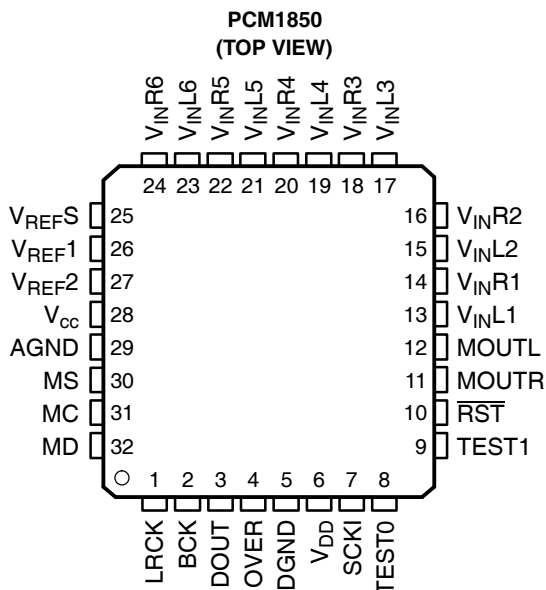 PCM1850
(TOP VIEW)
VINR6 VINL6 VINR5 VINL5 VINR4 VINL4 VINR3 VINL3
24 23 22 21 20 19 18 17
VREFS 25 16 VINR2
VREF1 26 15 VINL2
VREF2 27 14 VINR1
Vcc 28 13 VINL1
AGND 29 12 MOUTL
MS 30 11 MOUTR
MC 31 10 RST
MD 32 9 TEST1
1 2 3 4 5 6 7 8
LRCK BCK DOUT OVER DGND VDD SCKI TEST0